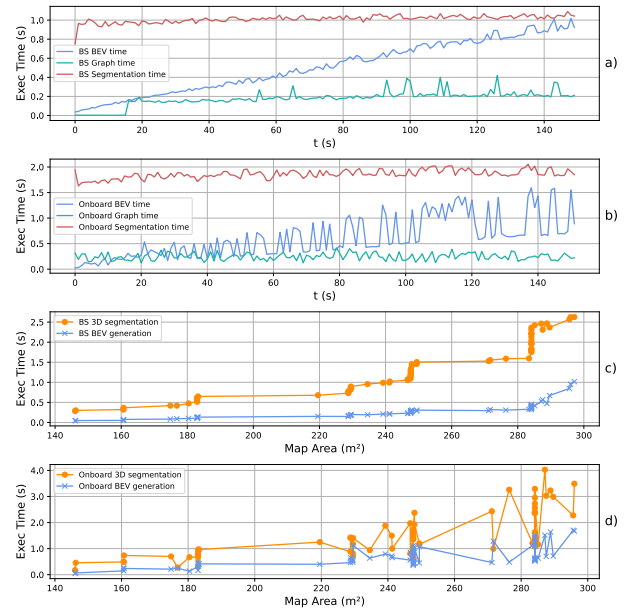 1.0
0.8
0.6
0.4
0.2
0.0
Exec Time (s)
BS BEV time
BS Graph time
BS Segmentation time
0 20 40 60 80 100 120 140
t (s)
a)
2.0
1.5
1.0
0.5
0.0
Exec Time (s)
Onboard BEV time
Onboard Graph time
Onboard Segmentation time
0 20 40 60 80 100 120 140
t (s)
b)
2.5
2.0
1.5
1.0
0.5
0.0
Exec Time (s)
BS 3D segmentation
BS BEV generation
140 160 180 200 220 240 260 280 300
Map Area (m²)
c)
4.0
3.0
2.0
1.0
0.0
Exec Time (s)
Onboard 3D segmentation
Onboard BEV generation
140 160 180 200 220 240 260 280 300
Map Area (m²)
d)